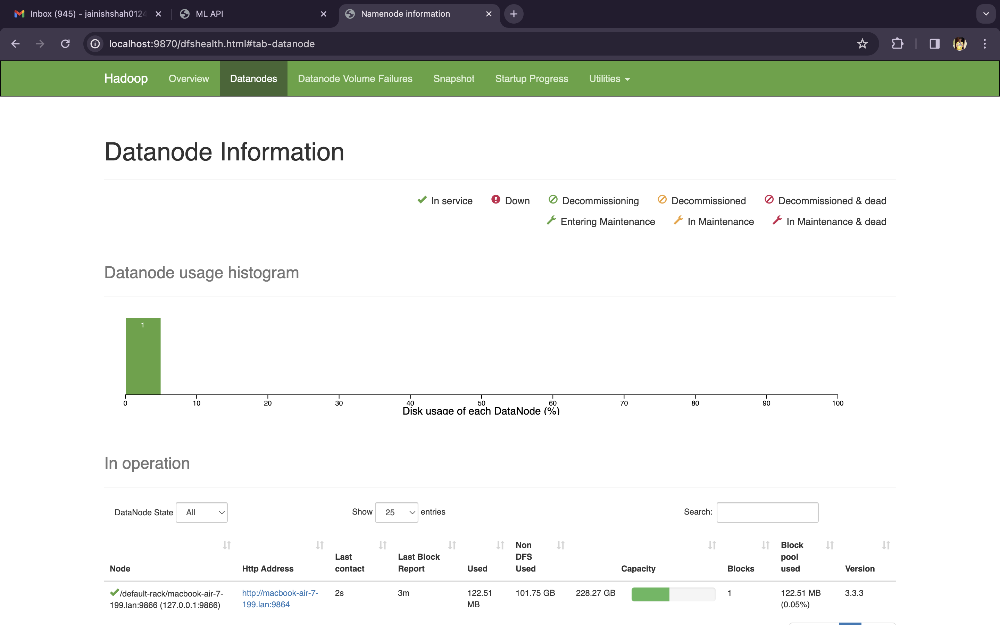 Inbox (945) - jainishshah0124 ML API Namenode information
localhost:9870/dfshealth.html#tab-datanode
Hadoop Overview Datanodes Datanode Volume Failures Snapshot Startup Progress Utilities
Datanode Information
In service Down Decommissioning Decommissioned Decommissioned & dead
Entering Maintenance In Maintenance In Maintenance & dead
Datanode usage histogram
1
0 10 20 30 40 50 60 70 80 90 100
Disk usage of each DataNode (%)
In operation
DataNode State All Show 25 entries Search:
Node Http Address Last contact Last Block Report Used Non DFS Used Capacity Blocks Block pool used Version
/default-rack/macbook-air-7- http://macbook-air-7- 2s 3m 122.51 101.75 GB 228.27 GB 1 122.51 MB 3.3.3
199.lan:9866 (127.0.0.1:9866) 199.lan:9864 MB (0.05%)